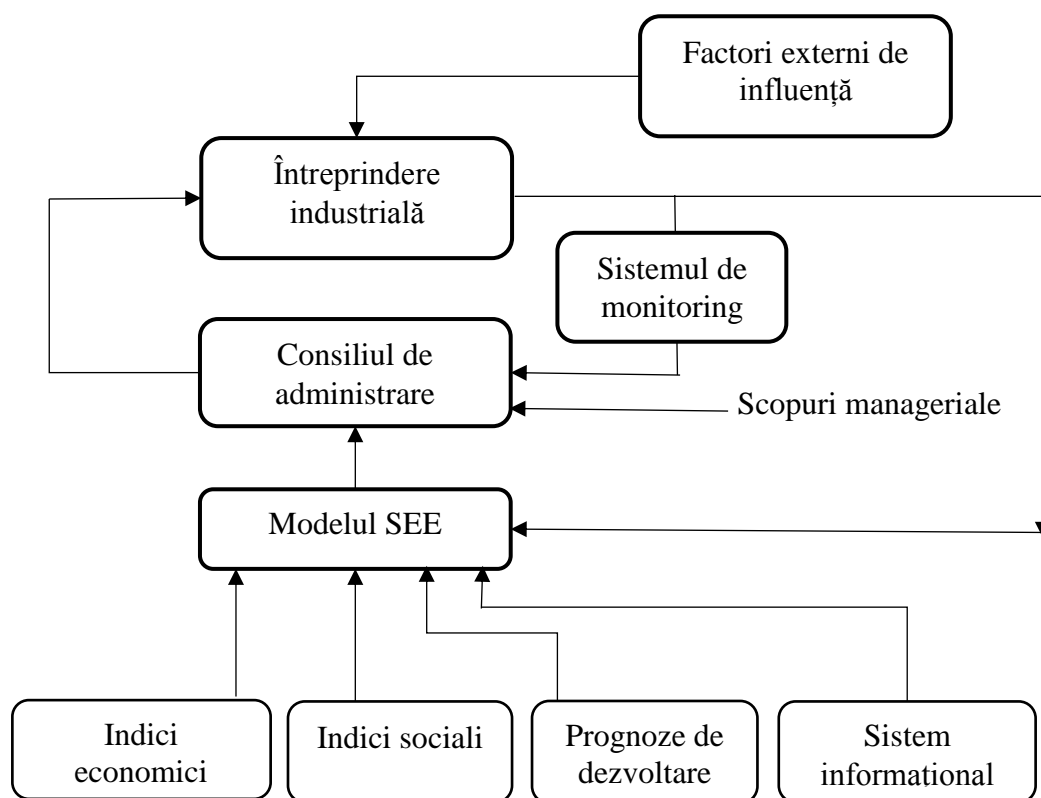 Factori externi de
influență
Întreprindere
industrială
Sistemul de
monitoring
Consiliul de
administrare
Scopuri manageriale
Modelul SEE
Indici
economici
Indici sociali
Prognoze de
dezvoltare
Sistem
informațional